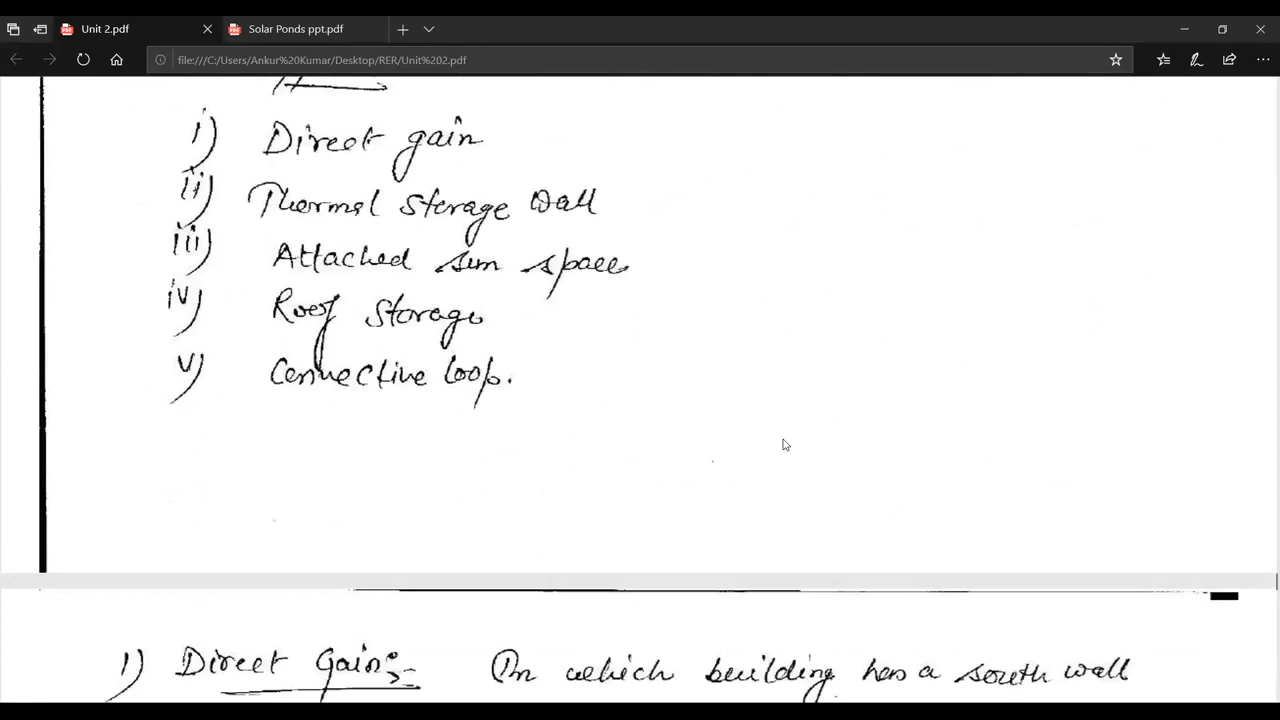 Unit 2.pdf
Solar Ponds ppt.pdf
file:///C:/Users/Ankur%20Kumar/Desktop/RER/Unit%202.pdf
i) Direct gain
ii) Thermal storage wall
iii) Attached sun space
iv) Roof storage
v) Convective loop.
1) Direct Gain:- In which building has a south wall